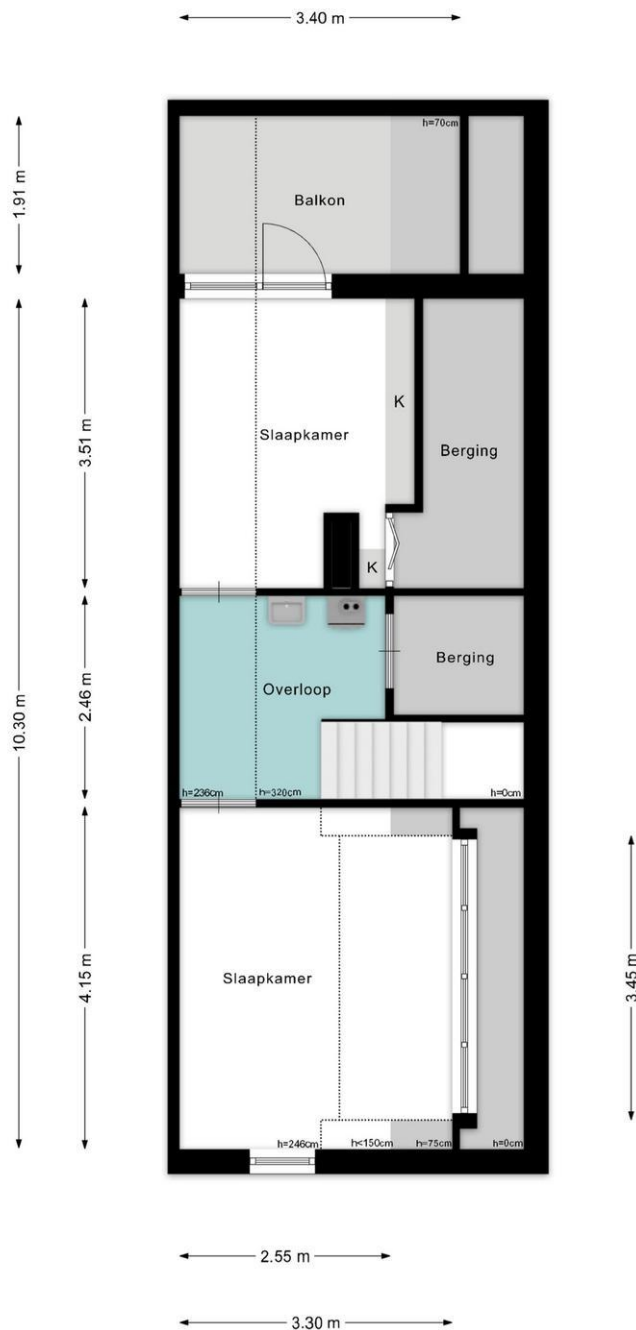 3.40 m
h=70cm
1.91 m
Balkon
3.51 m
K
Slaapkamer
Berging
K
10.30 m
2.46 m
Berging
Overloop
h=236cm
h=320cm
h=0cm
4.15 m
3.45 m
Slaapkamer
h=246cm
h<150cm
h=75cm
h=0cm
2.55 m
3.30 m